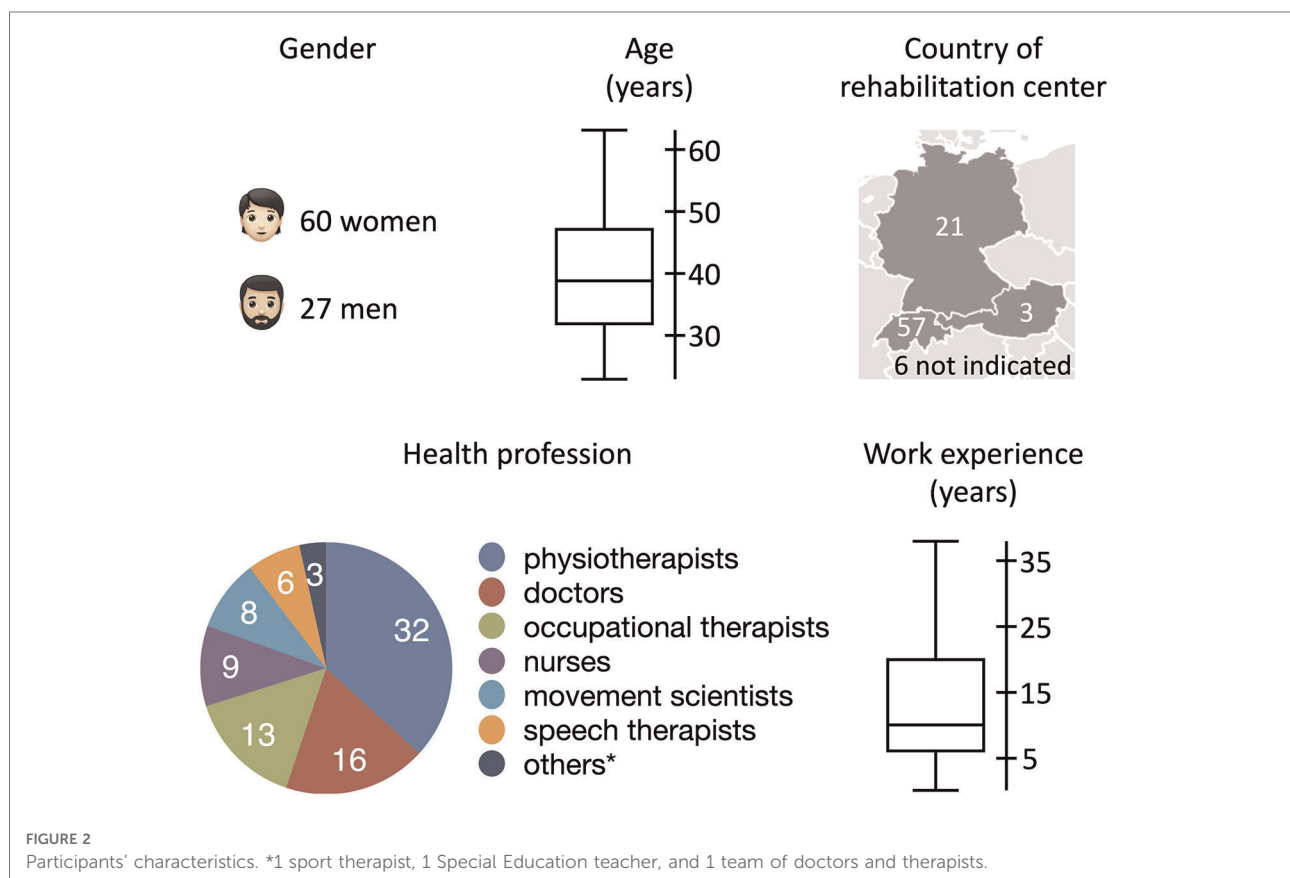 Gender
60 women
27 men
Age
(years)
60
50
40
30
Country of
rehabilitation center
21
3
57
6 not indicated
Health profession
32
16
13
9
8
6
3
physiotherapists
doctors
occupational therapists
nurses
movement scientists
speech therapists
others*
Work experience
(years)
35
25
15
5
FIGURE 2
Participants' characteristics. *1 sport therapist, 1 Special Education teacher, and 1 team of doctors and therapists.